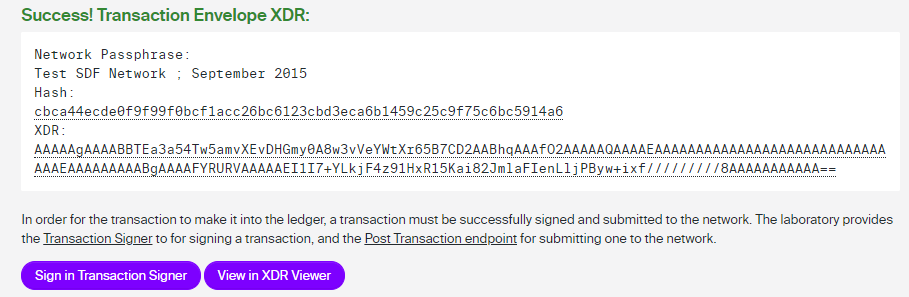 Success! Transaction Envelope XDR:
Network Passphrase:
Test SDF Network ; September 2015
Hash:
cbca44ecde0f9f99f0bcf1acc26bc6123cbd3eca6b1459c25c9f75c6bc5914a6
XDR:
AAAAAgAAAABBTEa3a54Tw5amvXEvDHGmy0A8w3vVeYWtXr65B7CD2AABhqAAAfO2AAAAAQAAAAEAAAAAAAAAAAAAAAAAAAAAAAAA
AAAEAAAAAAAAABgAAAAFYRURVAAAAAEI1I7+YLkjF4z91HxR15Kai82JmlaFIenLljPByw+ixf/////////8AAAAAAAAAAA==
In order for the transaction to make it into the ledger, a transaction must be successfully signed and submitted to the network. The laboratory provides
the Transaction Signer to for signing a transaction, and the Post Transaction endpoint for submitting one to the network.
Sign in Transaction Signer View in XDR Viewer